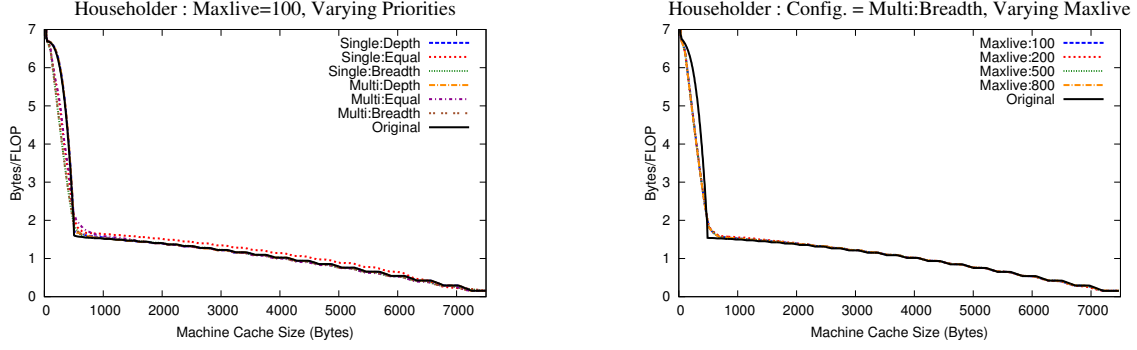 Householder : Maxlive=100, Varying Priorities
7
6
5
4
3
2
1
0
Bytes/FLOP
Single:Depth
Single:Equal
Single:Breadth
Multi:Depth
Multi:Equal
Multi:Breadth
Original
0 1000 2000 3000 4000 5000 6000 7000
Machine Cache Size (Bytes)
Householder : Config. = Multi:Breadth, Varying Maxlive
7
6
5
4
3
2
1
0
Bytes/FLOP
Maxlive:100
Maxlive:200
Maxlive:500
Maxlive:800
Original
0 1000 2000 3000 4000 5000 6000 7000
Machine Cache Size (Bytes)